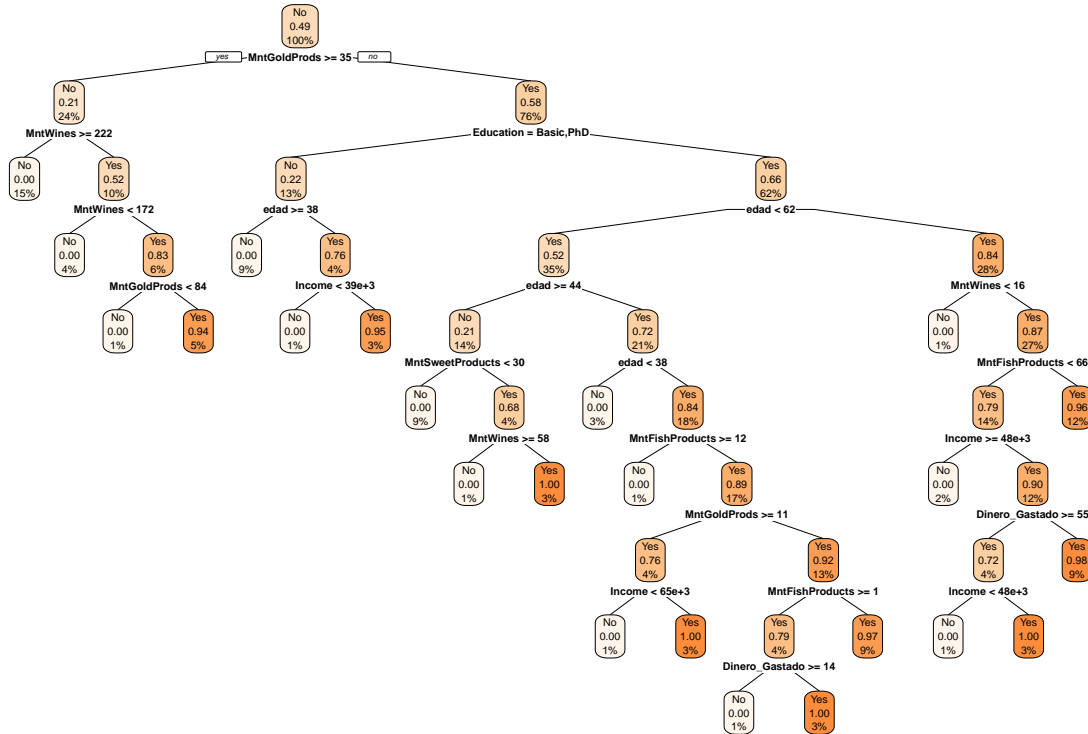 No
0.49
100%
yes MntGoldProds >= 35 no
No
0.21
24%
Yes
0.58
76%
MntWines >= 222
Education = Basic,PhD
No
0.00
15%
Yes
0.52
10%
No
0.22
13%
Yes
0.66
62%
MntWines < 172
edad >= 38
edad < 62
No
0.00
4%
Yes
0.83
6%
No
0.00
9%
Yes
0.76
4%
Yes
0.52
35%
Yes
0.84
28%
MntGoldProds < 84
Income < 39e+3
edad >= 44
MntWines < 16
No
0.00
1%
Yes
0.94
5%
No
0.00
1%
Yes
0.95
3%
No
0.21
14%
Yes
0.72
21%
No
0.00
1%
Yes
0.87
27%
MntSweetProducts < 30
edad < 38
MntFishProducts < 66
No
0.00
9%
Yes
0.68
4%
No
0.00
3%
Yes
0.84
18%
Yes
0.79
14%
Yes
0.96
12%
MntWines >= 58
MntFishProducts >= 12
Income >= 48e+3
No
0.00
1%
Yes
1.00
3%
No
0.00
1%
Yes
0.89
17%
No
0.00
2%
Yes
0.90
12%
MntGoldProds >= 11
Dinero_Gastado >= 55
Yes
0.76
4%
Yes
0.92
13%
Yes
0.72
4%
Yes
0.98
9%
Income < 65e+3
MntFishProducts >= 1
Income < 48e+3
No
0.00
1%
Yes
1.00
3%
Yes
0.79
4%
Yes
0.97
9%
No
0.00
1%
Yes
1.00
3%
Dinero_Gastado >= 14
No
0.00
1%
Yes
1.00
3%